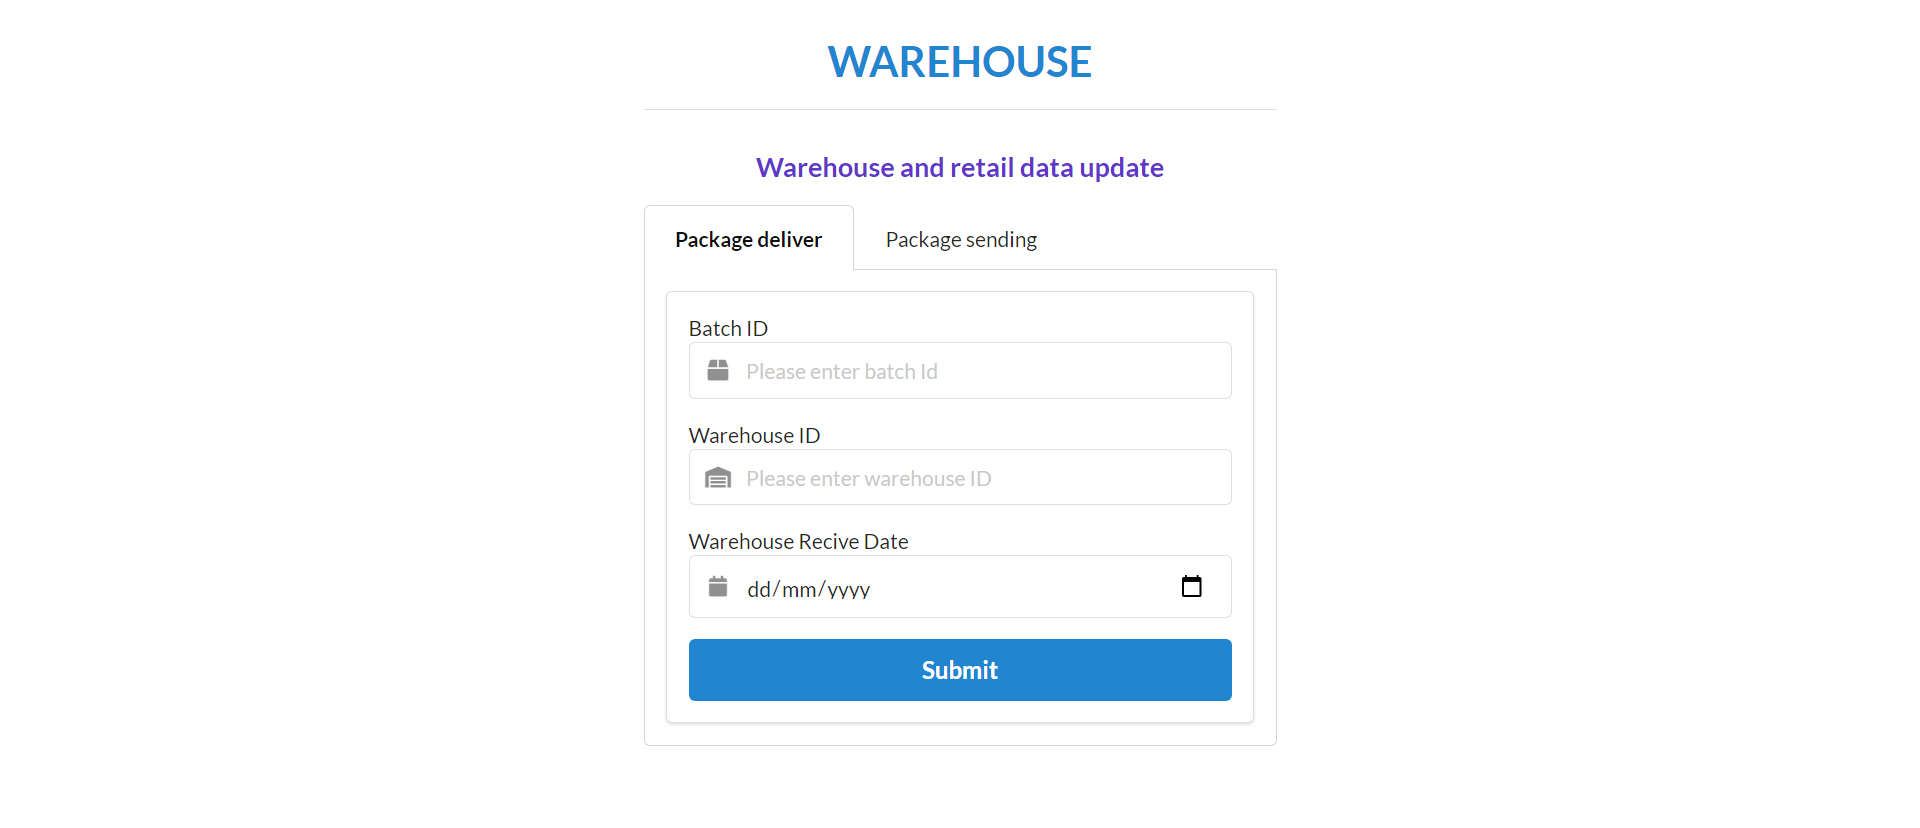 WAREHOUSE
Warehouse and retail data update
Package deliver Package sending
Batch ID
Please enter batch Id
Warehouse ID
Please enter warehouse ID
Warehouse Recive Date
dd/mm/yyyy
Submit